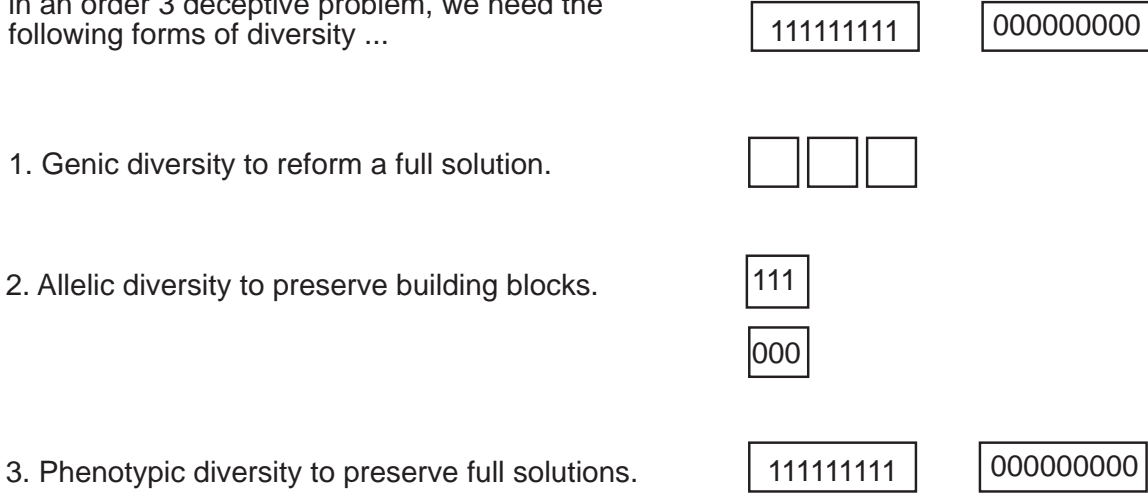 in an order 3 deceptive problem, we need the
following forms of diversity ...
111111111 000000000
1. Genic diversity to reform a full solution.
2. Allelic diversity to preserve building blocks.
111
000
3. Phenotypic diversity to preserve full solutions.
111111111 000000000